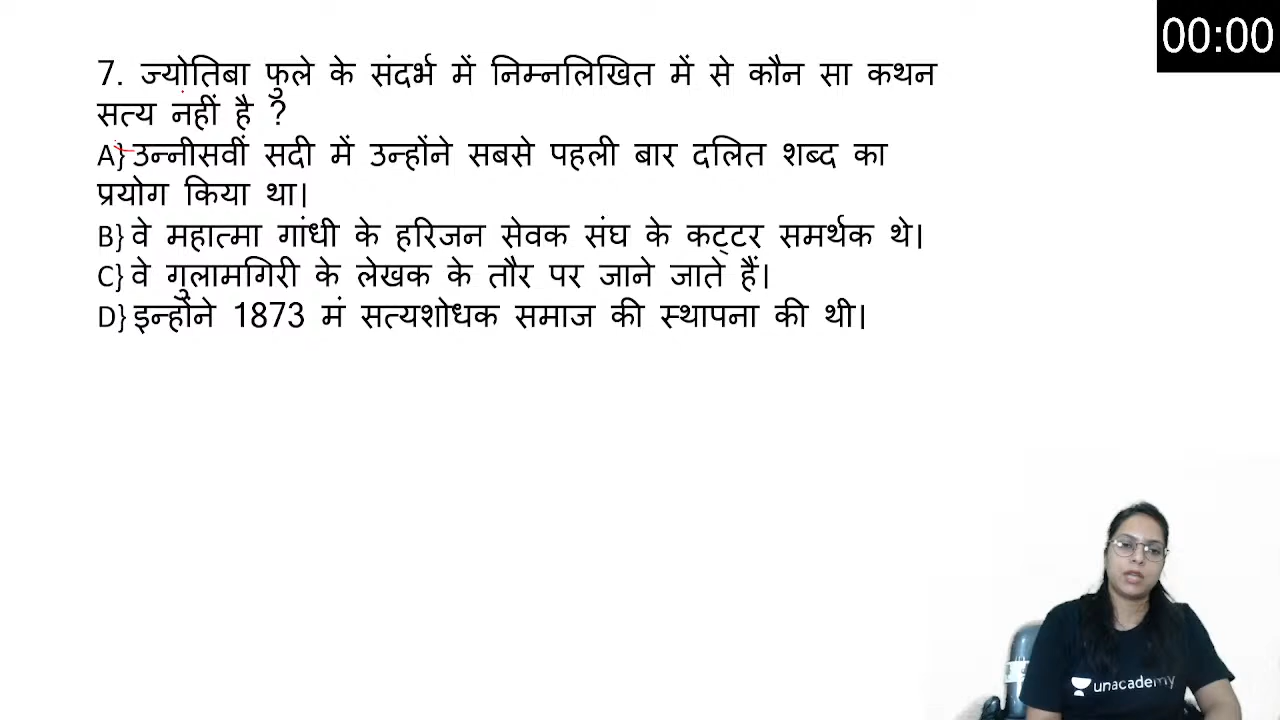 00:00
7. ज्योतिबा फुले के संदर्भ में निम्नलिखित में से कौन सा कथन
सत्य नहीं है ?
A} उन्नीसवीं सदी में उन्होंने सबसे पहली बार दलित शब्द का
प्रयोग किया था।
B} वे महात्मा गांधी के हरिजन सेवक संघ के कट्टर समर्थक थे।
C} वे गुलामगिरी के लेखक के तौर पर जाने जाते हैं।
D} इन्होंने 1873 मं सत्यशोधक समाज की स्थापना की थी।
unacademy